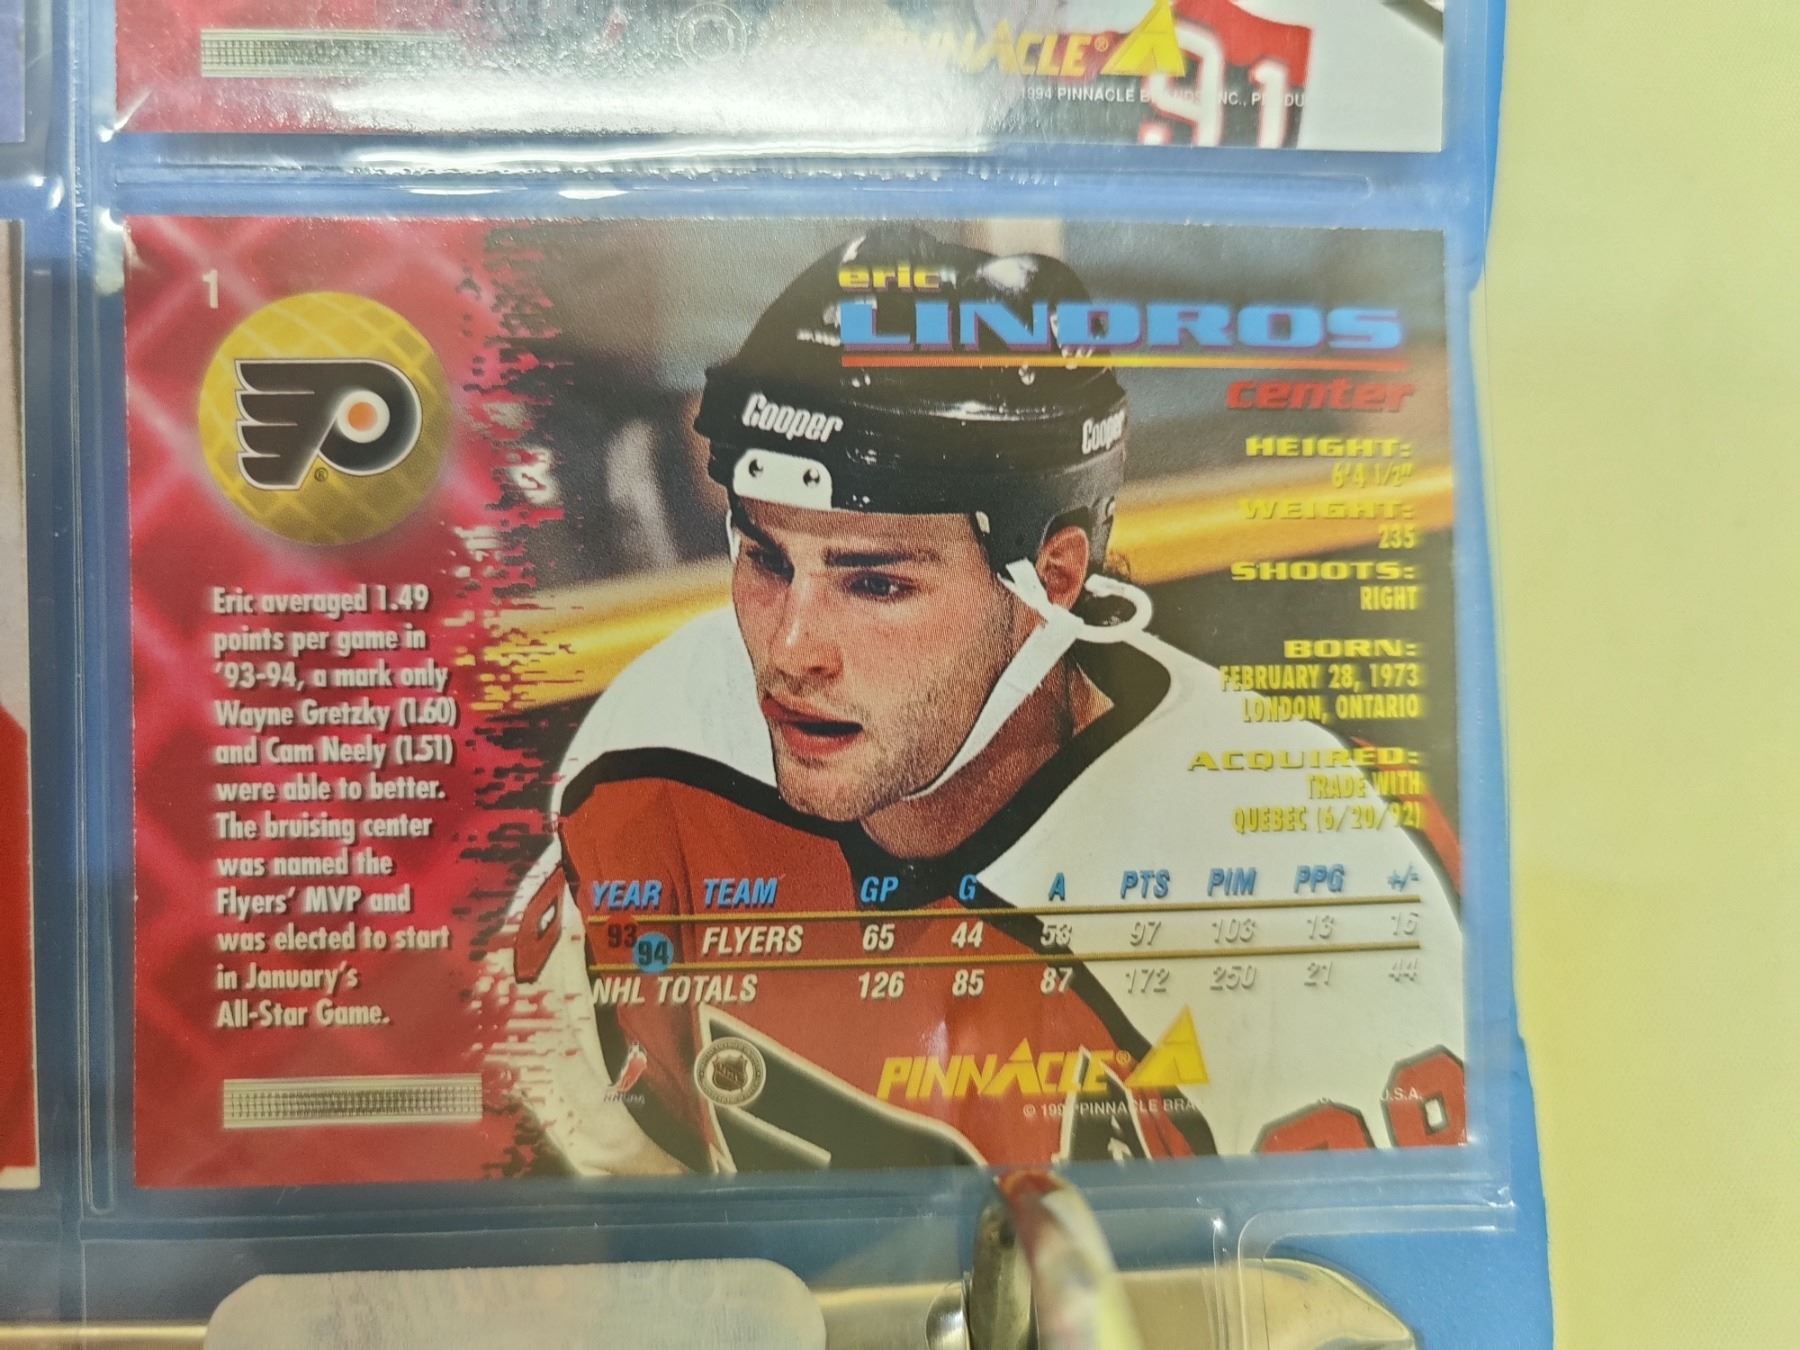 PINNACLE®
1994 PINNACLE
91
1
eric
LINDROS
center
Cooper
Cooper
HEIGHT:
6'4 1/2"
WEIGHT:
235
SHOOTS:
RIGHT
BORN:
FEBRUARY 28, 1973
LONDON, ONTARIO
ACQUIRED:
TRADE WITH
QUEBEC (6/20/92)
®
Eric averaged 1.49
points per game in
'93-94, a mark only
Wayne Gretzky (1.60)
and Cam Neely (1.51)
were able to better.
The bruising center
was named the
Flyers' MVP and
was elected to start
in January's
All-Star Game.
YEAR TEAM GP G A PTS PIM PPG +/-
93 94 FLYERS 65 44 53 97 103 13 16
NHL TOTALS 126 85 87 172 250 21 44
PINNACLE®
© PINNACLE U.S.A.